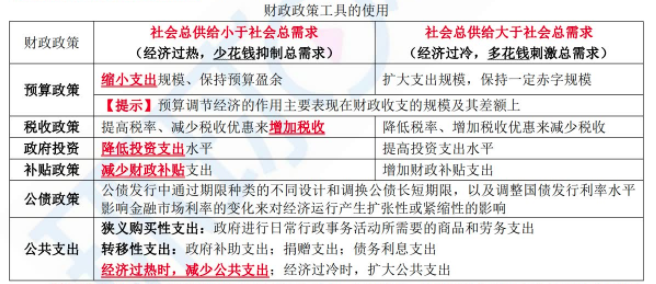 财政政策工具的使用
财政政策
社会总供给小于社会总需求
（经济过热，少花钱抑制总需求）
社会总供给大于社会总需求
（经济过冷，多花钱刺激总需求）
预算政策
缩小支出规模、保持预算盈余
扩大支出规模，保持一定赤字规模
【提示】预算调节经济的作用主要表现在财政收支的规模及其差额上
税收政策
提高税率、减少税收优惠来增加税收
降低税率、增加税收优惠来减少税收
政府投资
降低投资支出水平
提高投资支出水平
补贴政策
减少财政补贴支出
增加财政补贴支出
公债政策
公债发行中通过期限种类的不同设计和调换公债长短期限，以及调整国债发行利率水平
影响金融市场利率的变化来对经济运行产生扩张性或紧缩性的影响
公共支出
狭义购买性支出：政府进行日常行政事务活动所需要的商品和劳务支出
转移性支出：政府补助支出；捐赠支出；债务利息支出
经济过热时，减少公共支出；经济过冷时，扩大公共支出